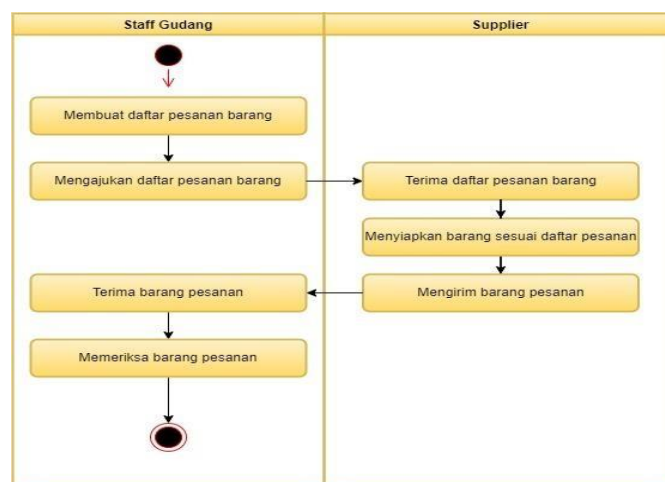 Staff Gudang
Supplier
Membuat daftar pesanan barang
Mengajukan daftar pesanan barang
Terima daftar pesanan barang
Menyiapkan barang sesuai daftar pesanan
Mengirim barang pesanan
Terima barang pesanan
Memeriksa barang pesanan